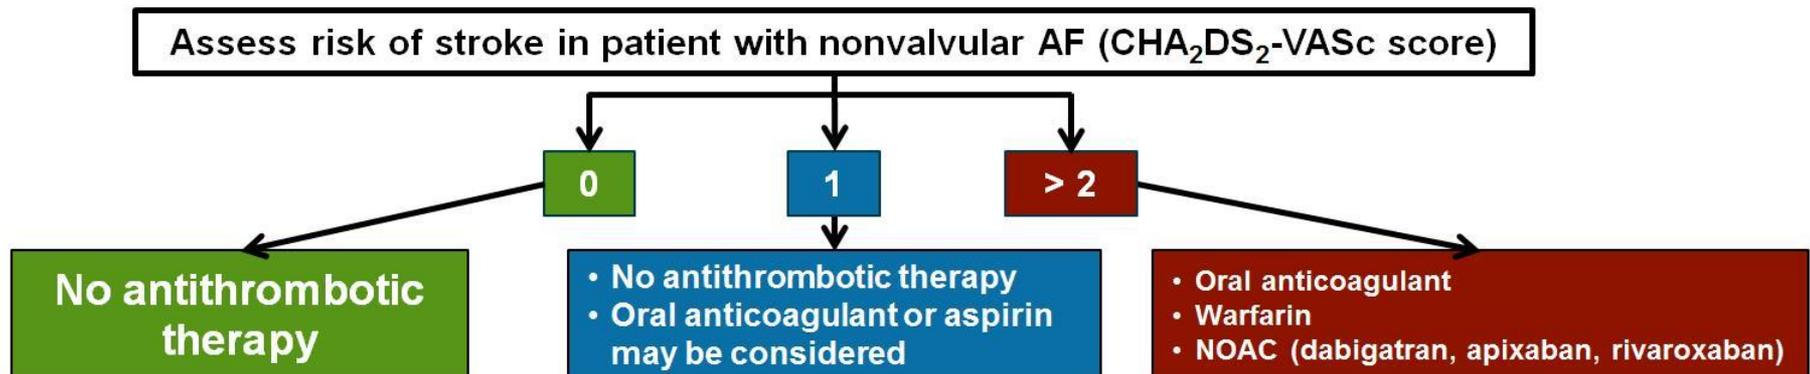 Assess risk of stroke in patient with nonvalvular AF (CHA₂DS₂-VASc score)
0
1
> 2
No antithrombotic
therapy
• No antithrombotic therapy
• Oral anticoagulant or aspirin
may be considered
• Oral anticoagulant
• Warfarin
• NOAC (dabigatran, apixaban, rivaroxaban)